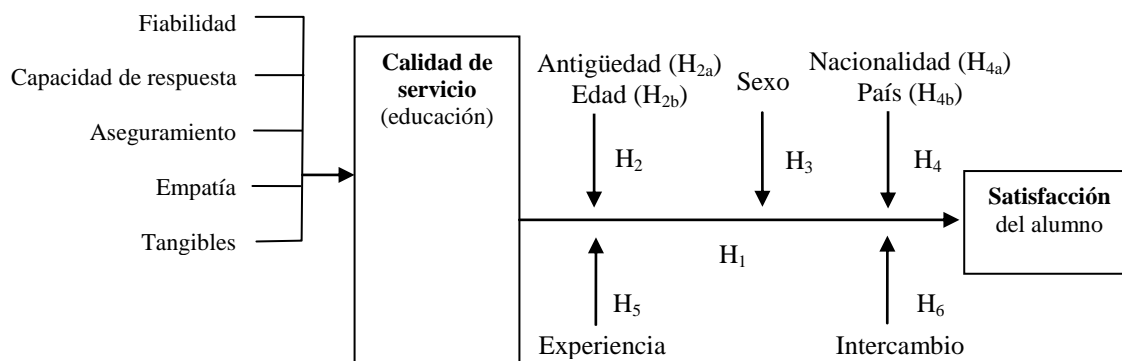 Fiabilidad
Capacidad de respuesta
Aseguramiento
Empatía
Tangibles
Calidad de
servicio
(educación)
Antigüedad (H2a)
Edad (H2b)
H2
Sexo
H3
Nacionalidad (H4a)
País (H4b)
H4
H1
H5
Experiencia
H6
Intercambio
Satisfacción
del alumno